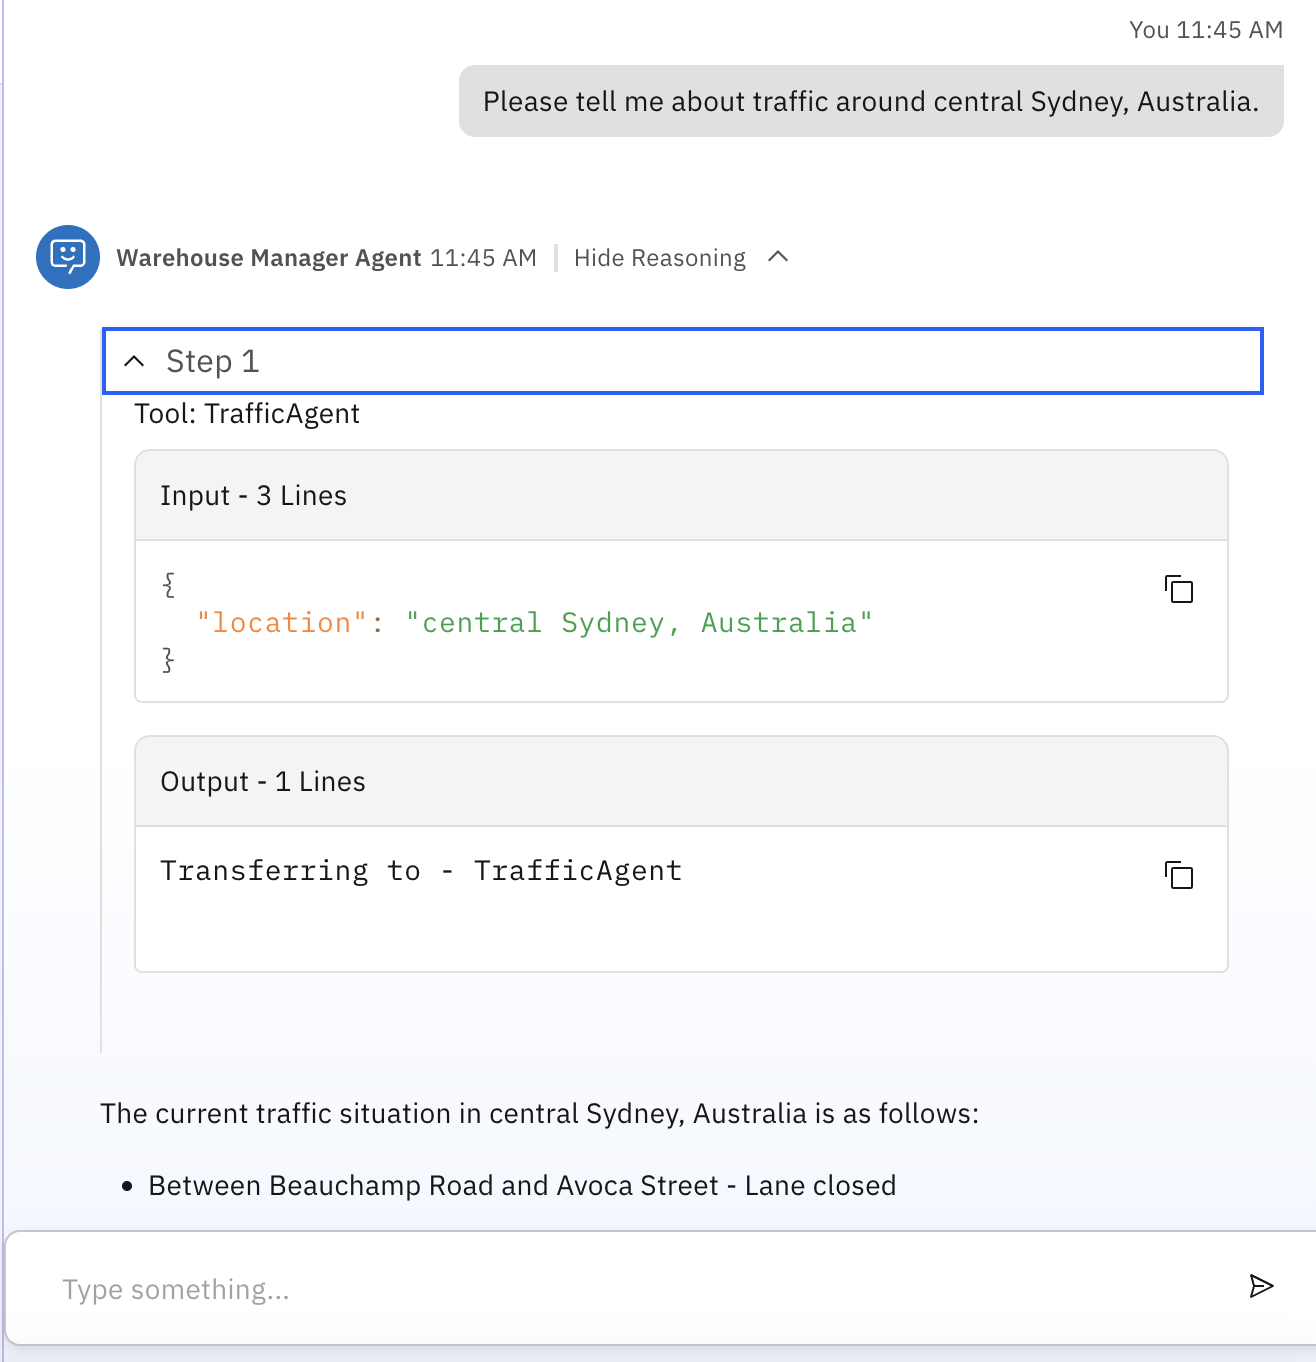 You 11:45 AM
Please tell me about traffic around central Sydney, Australia.
Warehouse Manager Agent 11:45 AM Hide Reasoning
Step 1
Tool: TrafficAgent
Input - 3 Lines
{
"location": "central Sydney, Australia"
}
Output - 1 Lines
Transferring to - TrafficAgent
The current traffic situation in central Sydney, Australia is as follows:
• Between Beauchamp Road and Avoca Street - Lane closed
Type something...